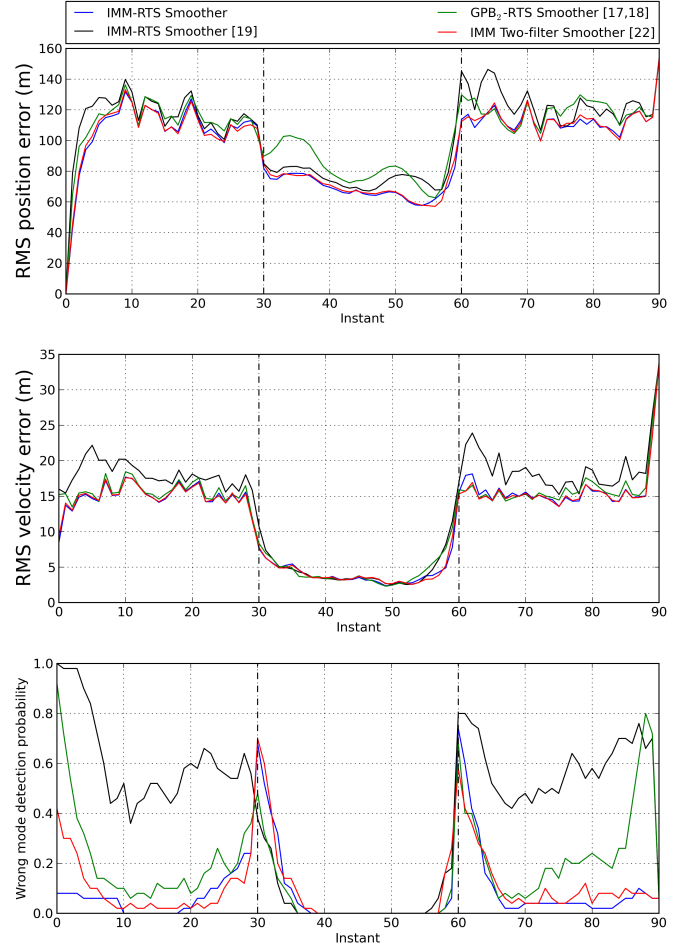 IMM-RTS Smoother
IMM-RTS Smoother [19]
GPB₂-RTS Smoother [17,18]
IMM Two-filter Smoother [22]
RMS position error (m)
160
140
120
100
80
60
40
20
0
0 10 20 30 40 50 60 70 80 90
Instant
RMS velocity error (m)
35
30
25
20
15
10
5
0
0 10 20 30 40 50 60 70 80 90
Instant
Wrong mode detection probability
1.0
0.8
0.6
0.4
0.2
0.0
0 10 20 30 40 50 60 70 80 90
Instant